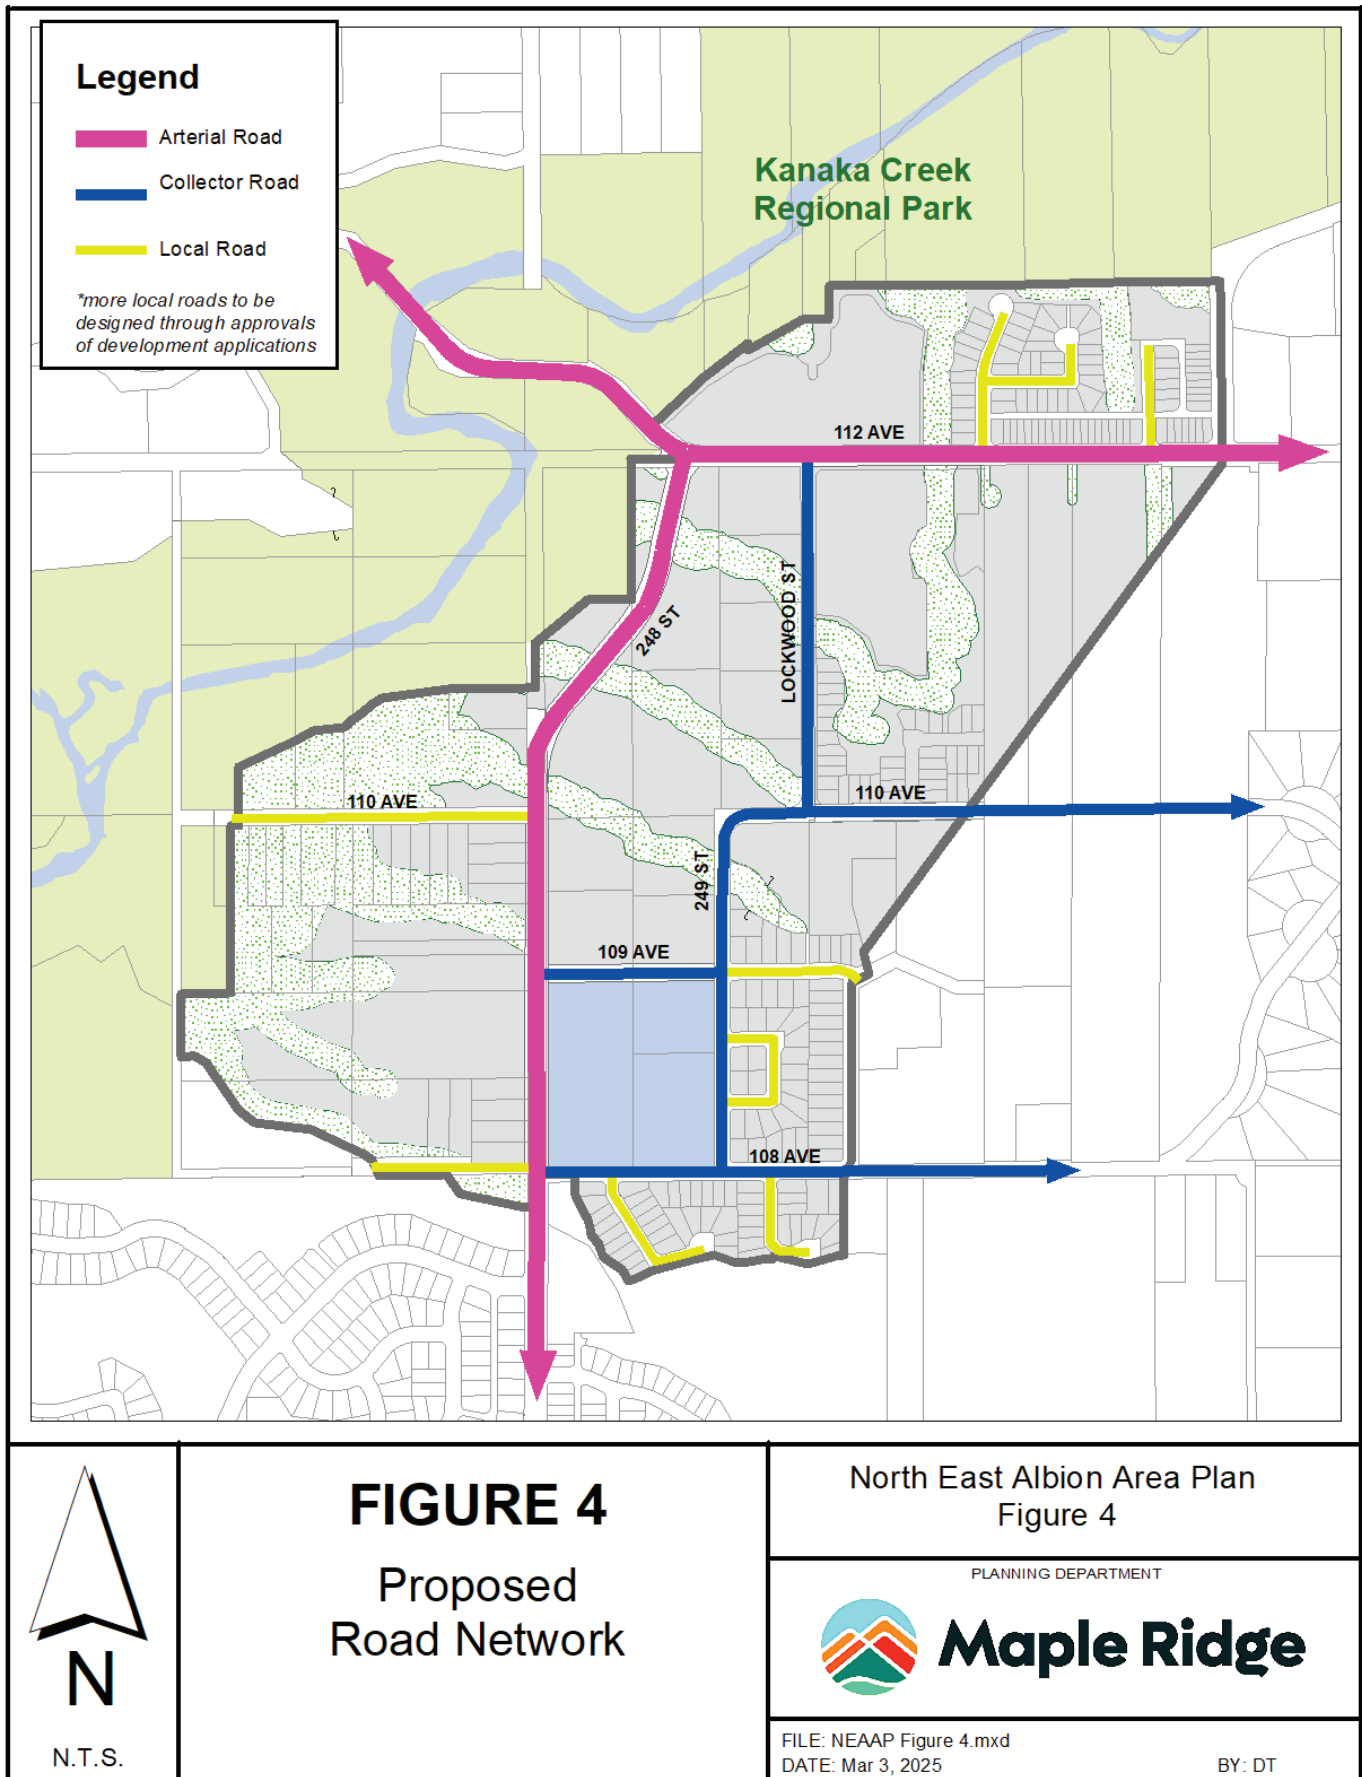 Legend
Arterial Road
Collector Road
Local Road
*more local roads to be
designed through approvals
of development applications
Kanaka Creek
Regional Park
112 AVE
248 ST
LOCKWOOD ST
110 AVE
110 AVE
249 ST
109 AVE
108 AVE
N
N.T.S.
FIGURE 4
Proposed
Road Network
North East Albion Area Plan
Figure 4
PLANNING DEPARTMENT
Maple Ridge
FILE: NEAAP Figure 4.mxd
DATE: Mar 3, 2025
BY: DT